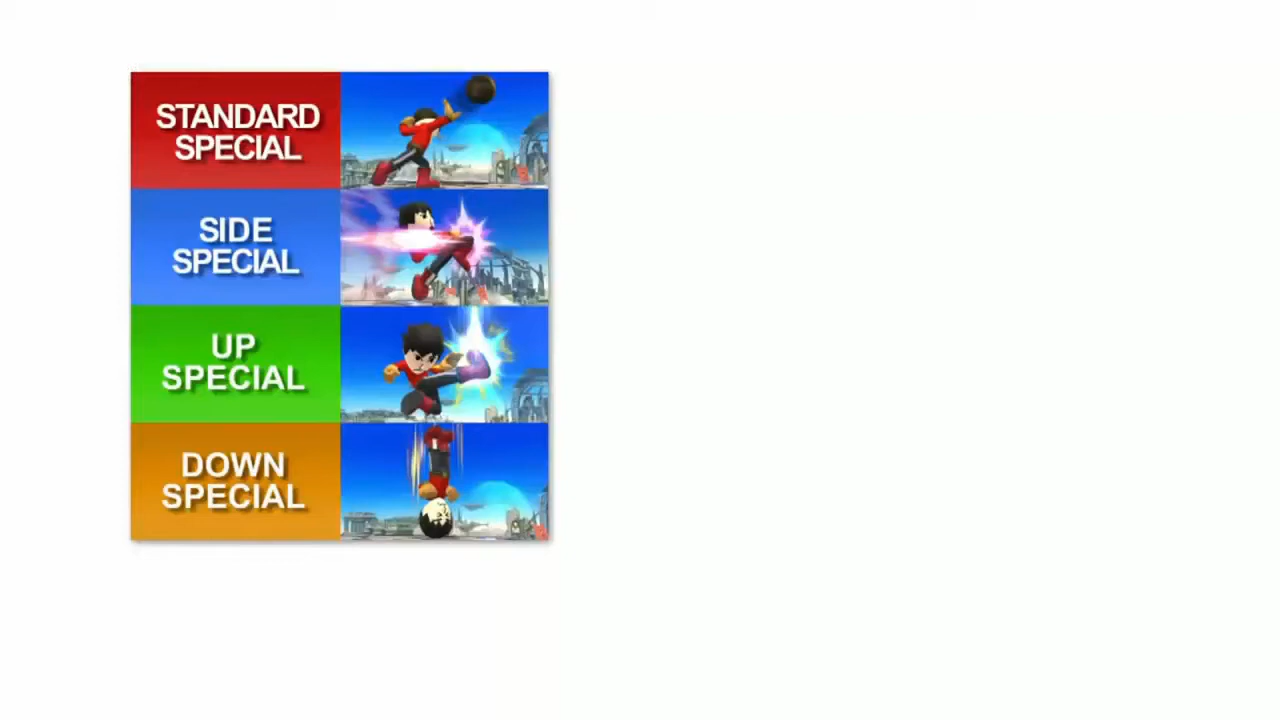 STANDARD
SPECIAL
SIDE
SPECIAL
UP
SPECIAL
DOWN
SPECIAL